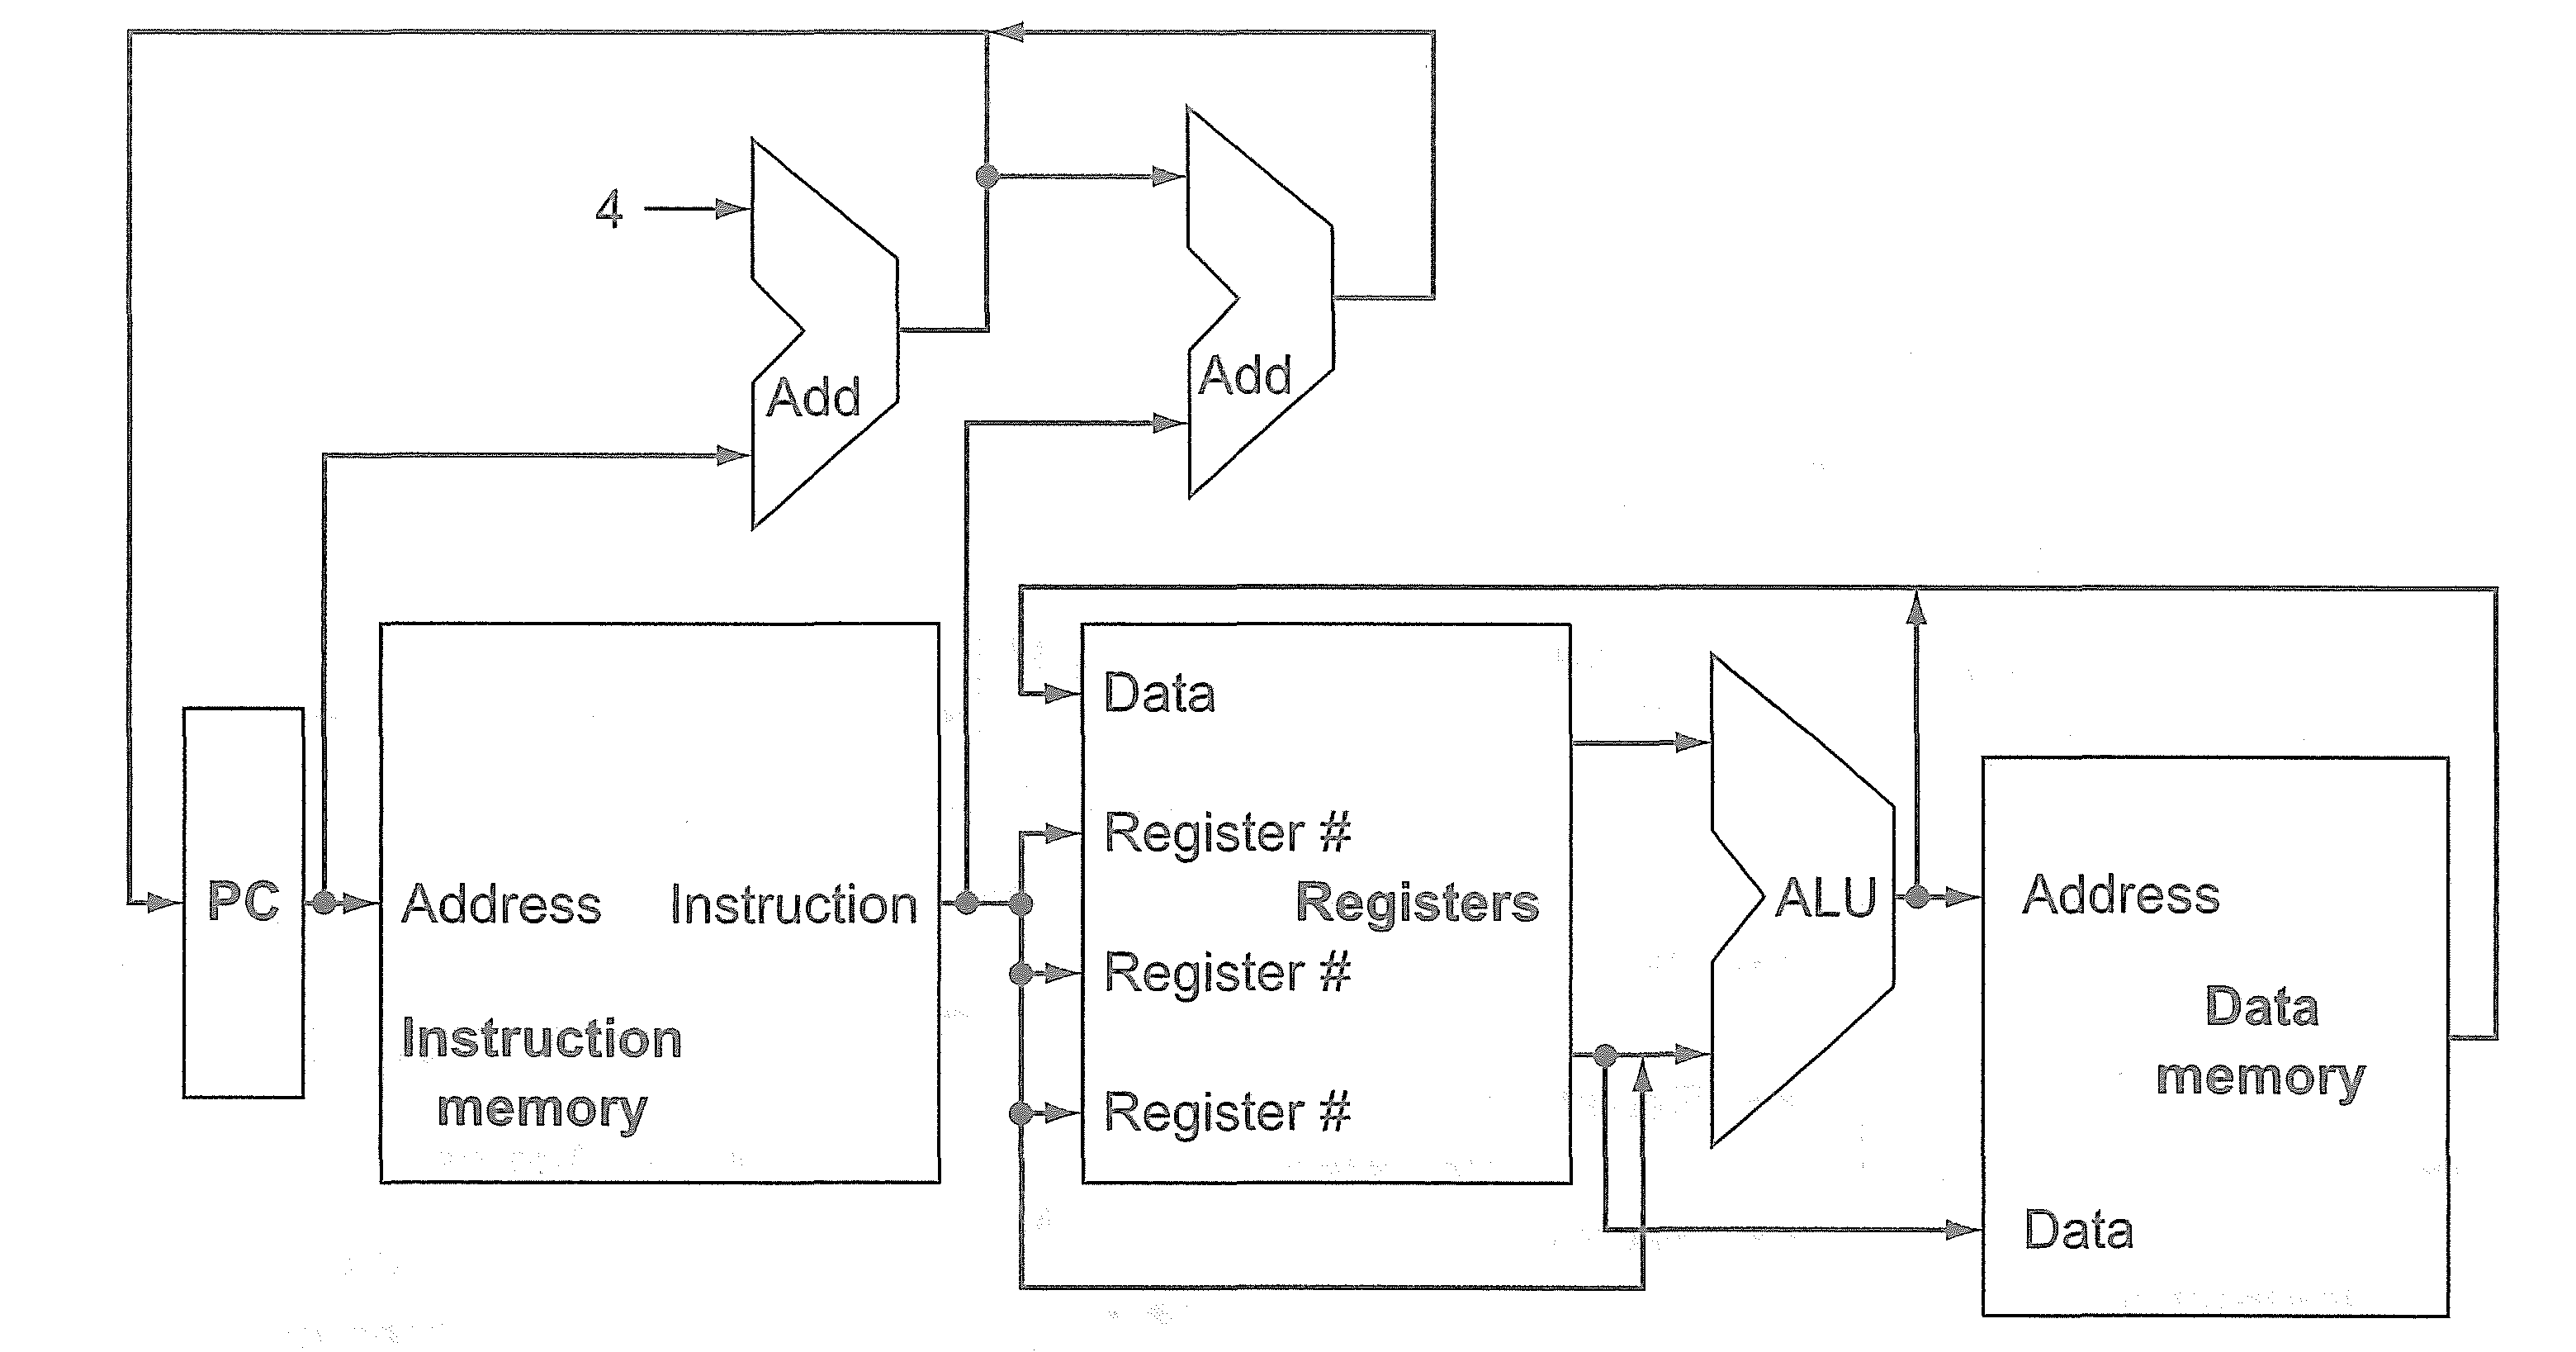 4
Add
Add
Data
Register #
PC
Address
Instruction
Registers
ALU
Address
Register #
Data
memory
Instruction
memory
Register #
Data